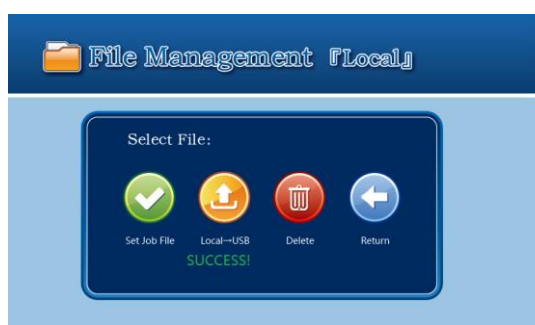 File Management 『Local』
Select File:
Set Job File Local→USB Delete Return
SUCCESS!